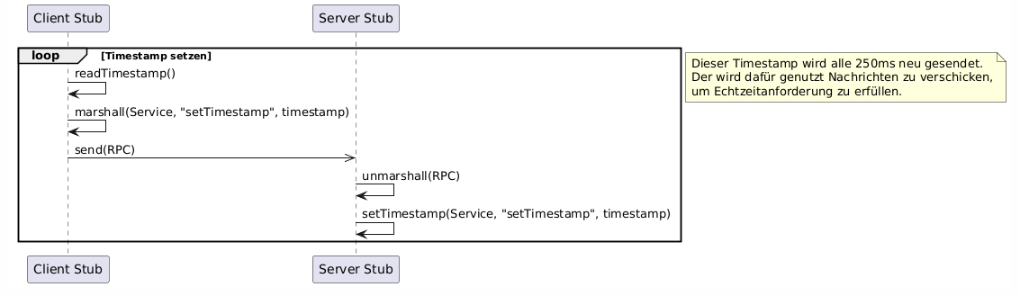 Client Stub
Server Stub
loop
[Timestamp setzen]
Dieser Timestamp wird alle 250ms neu gesendet.
Der wird dafür genutzt Nachrichten zu verschicken,
um Echtzeitanforderung zu erfüllen.
readTimestamp()
marshall(Service, "setTimestamp", timestamp)
send(RPC)
unmarshall(RPC)
setTimestamp(Service, "setTimestamp", timestamp)
Client Stub
Server Stub